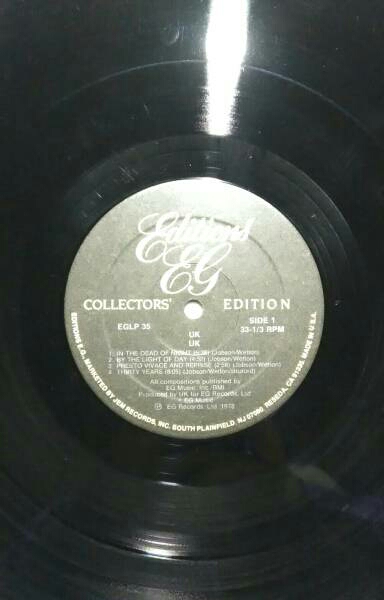 Editions
EG
COLLECTORS' EDITION
EGLP 35
SIDE 1
33-1/3 RPM
UK
UK
1 IN THE DEAD OF NIGHT (Jobson/Wetton)
2 BY THE LIGHT OF DAY (4:32) (Jobson/Wetton)
3 PRESTO VIVACE AND REPRISE (2:58) (Jobson/Wetton)
4 THIRTY YEARS (8:05) (Jobson/Wetton/Bruford)
All compositions published by
EG Music Inc. (BMI)
Produced by UK for EG Records, Ltd
EG Music
EG Records, Ltd 1978
EDITIONS E.G., MARKETED BY JEM RECORDS, INC. SOUTH PLAINFIELD, NJ 07080, RESEDA, CA 91335, MADE IN U.S.A.